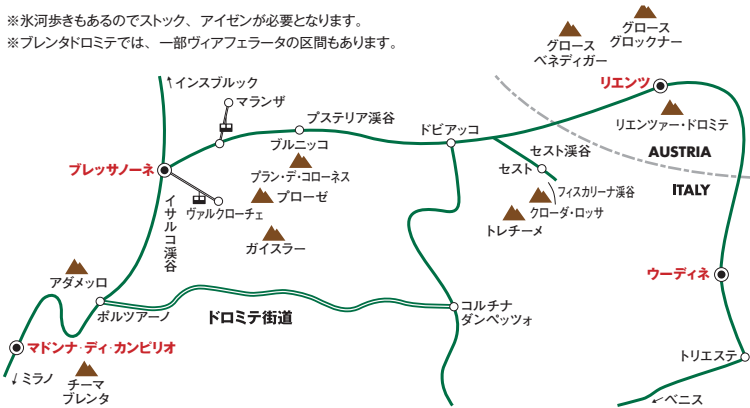 ※氷河歩きもあるのでストック、アイゼンが必要となります。
※ブレンタドロミテでは、一部ヴィアフェラータの区間もあります。
グロース
グロックナー
グロース
ベネディガー
インスブルック
マランザ
リエンツ
プステリア渓谷
ドビアッコ
リエンツァー・ドロミテ
ブルニッコ
セスト渓谷
AUSTRIA
ブレッサノーネ
プラン・デ・コローネス
セスト
ITALY
プローゼ
フィスカリーナ渓谷
イサルコ渓谷
ヴァルクローチェ
クローダ・ロッサ
トレチーメ
ガイスラー
アダメッロ
ウーディネ
ボルツアーノ
ドロミテ街道
コルチナ
ダンペッツォ
マドンナ・ディ・カンピリオ
トリエステ
ミラノ
チーマ
ブレンタ
ベニス